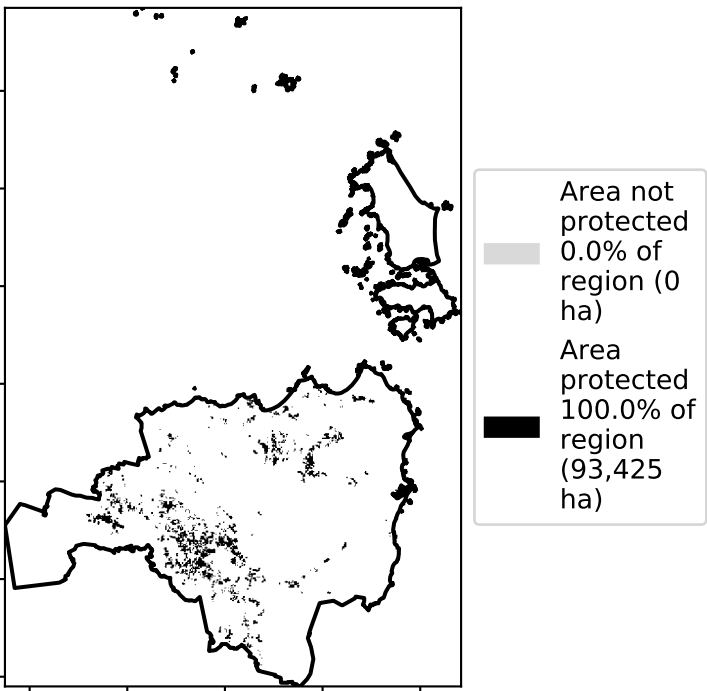 Area not
protected
0.0% of
region (0
ha)
Area
protected
100.0% of
region
(93,425
ha)